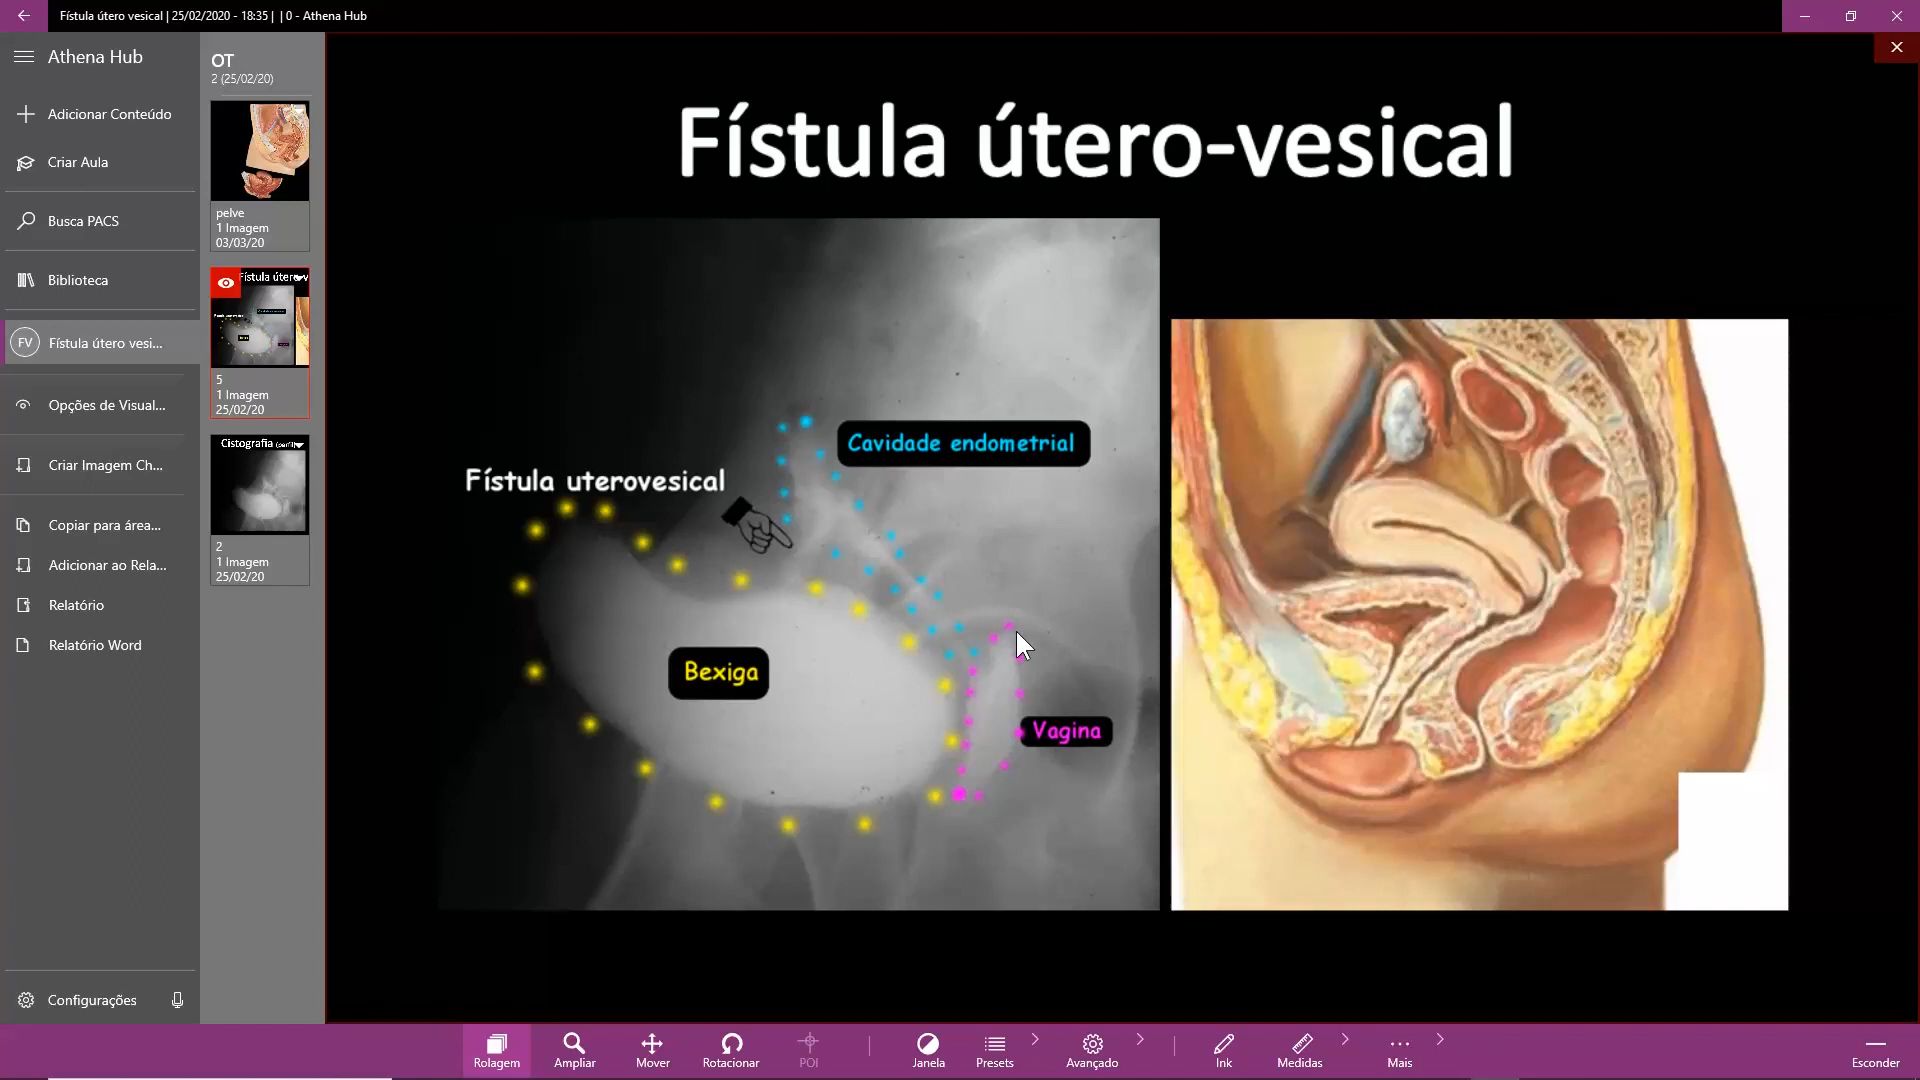 Fístula útero vesical | 25/02/2020 - 18:35 | | 0 - Athena Hub
Athena Hub
Adicionar Conteúdo
Criar Aula
Busca PACS
Biblioteca
FV
Fístula útero vesi...
Opções de Visual...
Criar Imagem Ch...
Copiar para área...
Adicionar ao Rela...
Relatório
Relatório Word
Configurações
OT
2 (25/02/20)
pelve
1 Imagem
03/03/20
Fístula útero-v
5
1 Imagem
25/02/20
Cistografia (perfil)
2
1 Imagem
25/02/20
Fístula útero-vesical
Cavidade endometrial
Fístula uterovesical
Bexiga
Vagina
Rolagem
Ampliar
Mover
Rotacionar
POI
Janela
Presets
Avançado
Ink
Medidas
Mais
Esconder